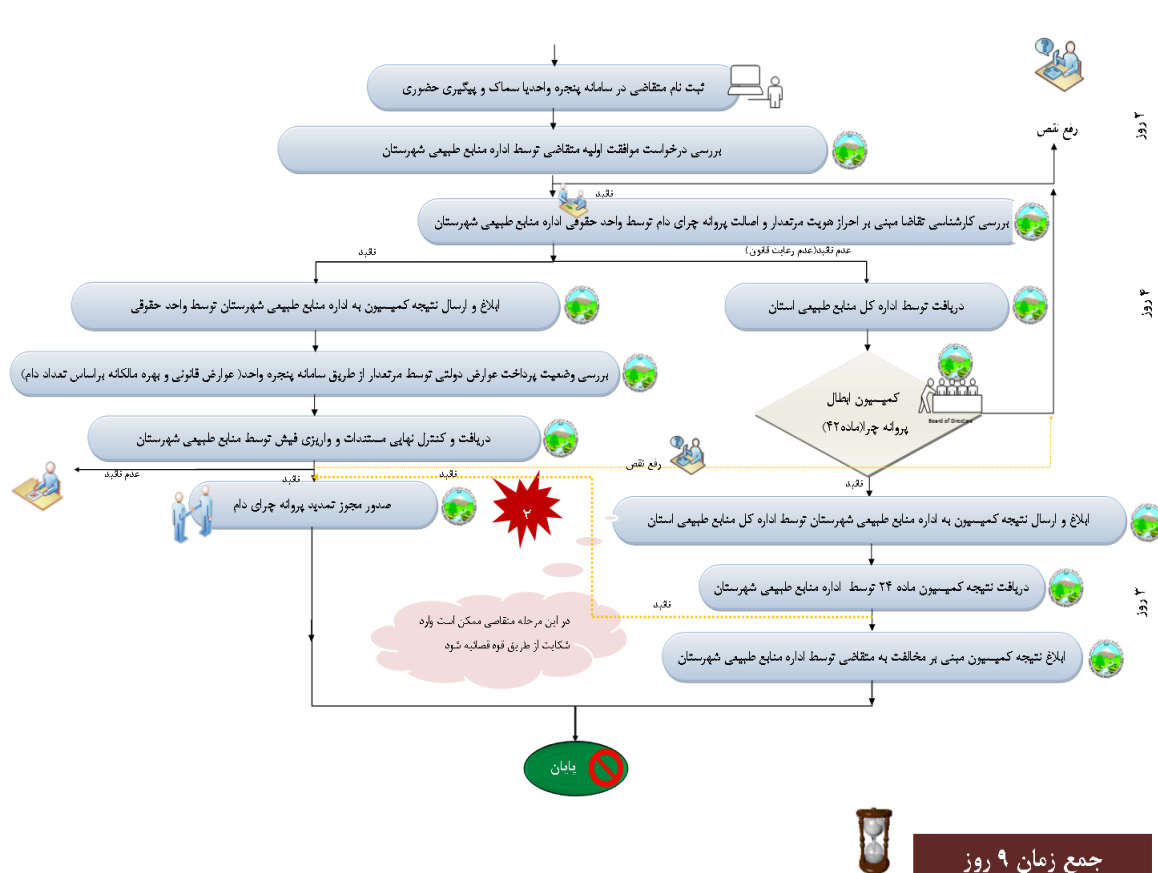 ثبت نام متقاضی در سامانه پنجره واحدیا سماک و پیگیری حضوری
۲ روز
رفع نقص
بررسی درخواست موافقت اولیه متقاضی توسط اداره منابع طبیعی شهرستان
تائید
بررسی کارشناسی تقاضا مبنی بر احراز هویت مرتعدار و اصالت پروانه چرای دام توسط واحد حقوقی اداره منابع طبیعی شهرستان
عدم تائید(عدم رعایت قانون)
تائید
دریافت توسط اداره کل منابع طبیعی استان
ابلاغ و ارسال نتیجه کمیسیون به اداره منابع طبیعی شهرستان توسط واحد حقوقی
۴ روز
بررسی وضعیت پرداخت عوارض دولتی توسط مرتعدار از طریق سامانه پنجره واحد( عوارض قانونی و بهره مالکانه براساس تعداد دام)
کمیسیون ابطال
پروانه چرا(ماده۴۲)
Board of Directors
دریافت و کنترل نهایی مستندات و واریزی فیش توسط منابع طبیعی شهرستان
رفع نقص
تائید
تائید
عدم تائید
تائید
صدور مجوز تمدید پروانه چرای دام
۲
ابلاغ و ارسال نتیجه کمیسیون به اداره منابع طبیعی شهرستان توسط اداره کل منابع طبیعی استان
دریافت نتیجه کمیسیون ماده ۲۴ توسط اداره منابع طبیعی شهرستان
۳ روز
تائید
در این مرحله متقاضی ممکن است وارد
شکایت از طریق قوه قضائیه شود
ابلاغ نتیجه کمیسیون مبنی بر مخالفت به متقاضی توسط اداره منابع طبیعی شهرستان
پایان
جمع زمان ۹ روز